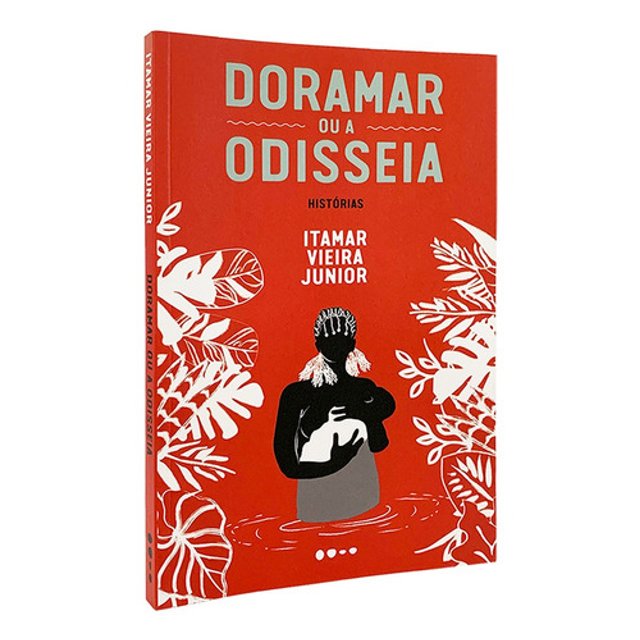 DORAMAR
OU A
ODISSEIA
HISTÓRIAS
ITAMAR
VIEIRA
JUNIOR
ITAMAR VIEIRA JUNIOR
DORAMAR OU A ODISSEIA